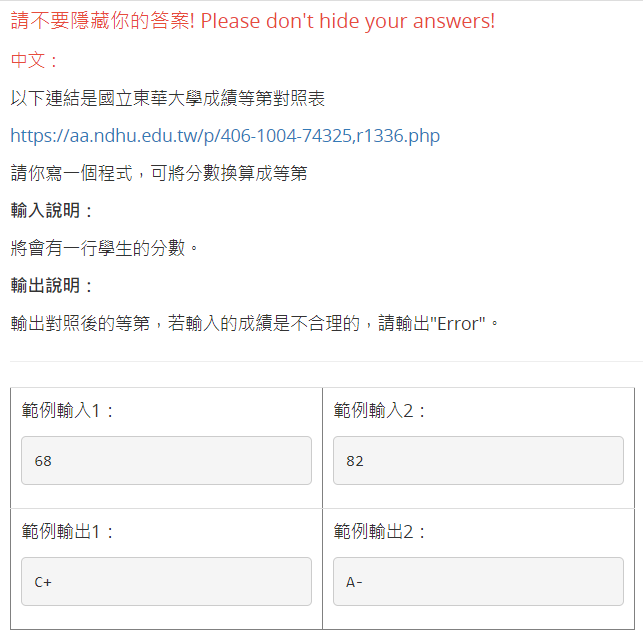 請不要隱藏你的答案! Please don't hide your answers!
中文：
以下連結是國立東華大學成績等第對照表
https://aa.ndhu.edu.tw/p/406-1004-74325,r1336.php
請你寫一個程式，可將分數換算成等第
輸入說明：
將會有一行學生的分數。
輸出說明：
輸出對照後的等第，若輸入的成績是不合理的，請輸出"Error"。
範例輸入1：
68
範例輸入2：
82
範例輸出1：
C+
範例輸出2：
A-